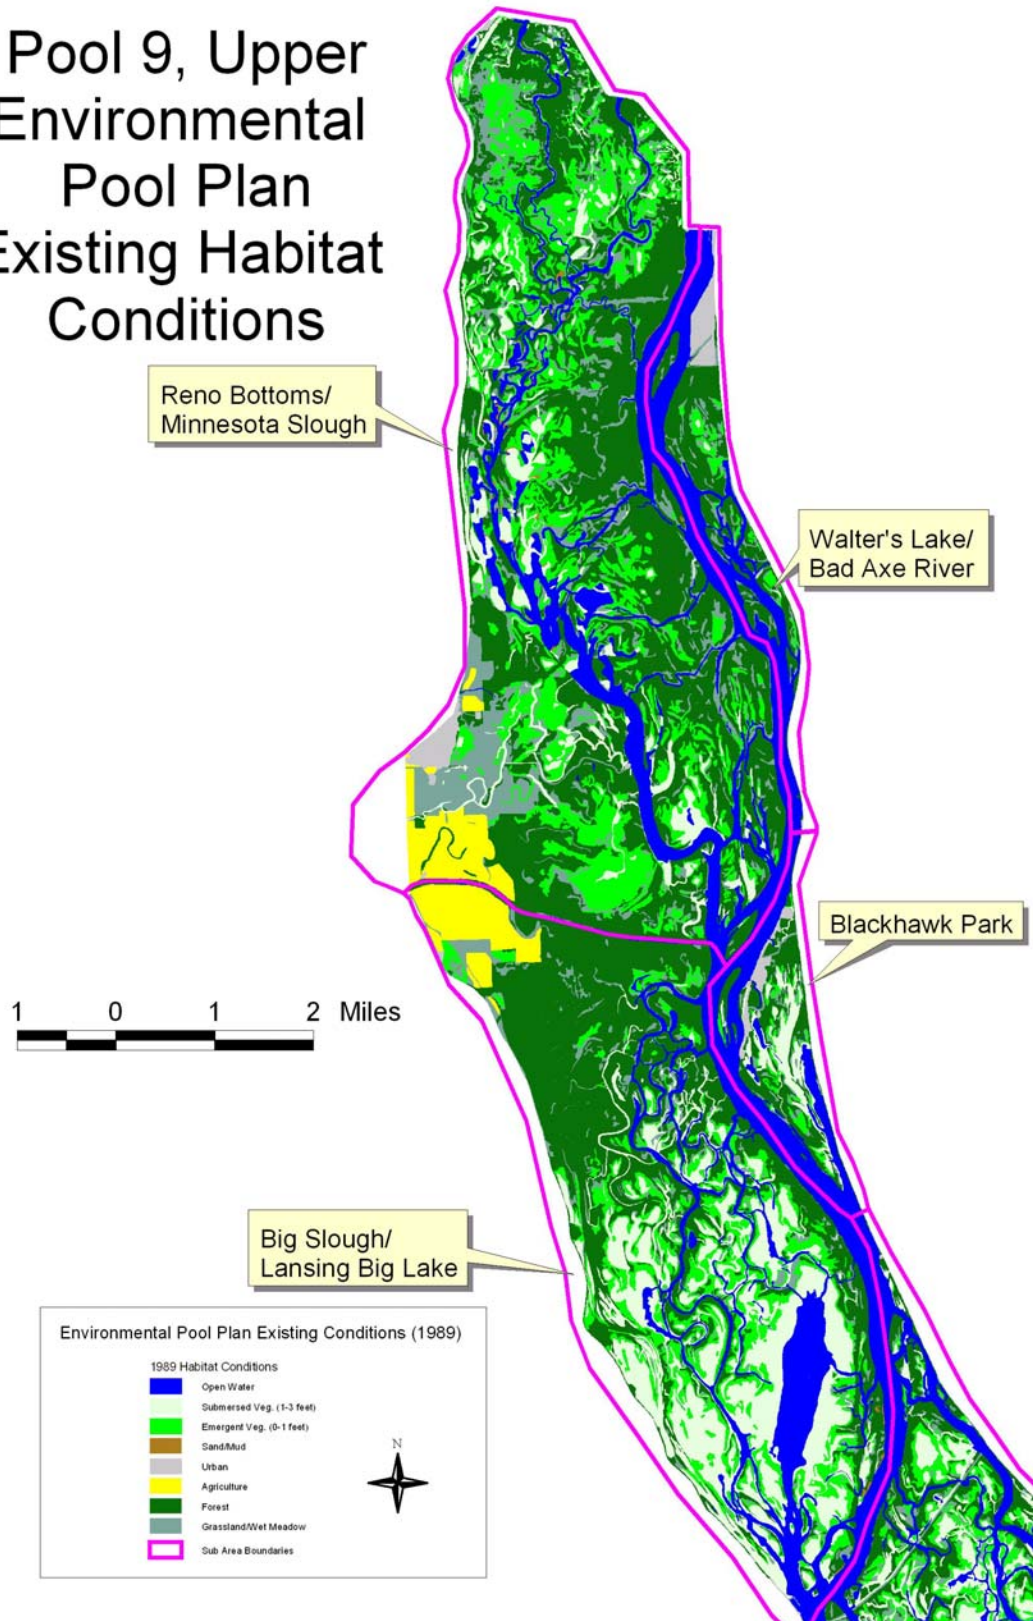 Pool 9, Upper
Environmental
Pool Plan
Existing Habitat
Conditions
Reno Bottoms/
Minnesota Slough
Walter's Lake/
Bad Axe River
Blackhawk Park
1 0 1 2 Miles
Big Slough/
Lansing Big Lake
Environmental Pool Plan Existing Conditions (1989)
1989 Habitat Conditions
Open Water
Submersed Veg. (1-3 feet)
Emergent Veg. (0-1 feet)
Sand/Mud
Urban
Agriculture
Forest
Grassland/Wet Meadow
Sub Area Boundaries
N